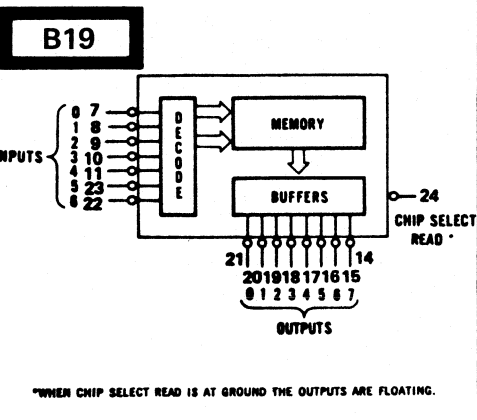 B19
0 7
1 8
2 9
3 10
4 11
5 23
6 22
INPUTS
DECODE
MEMORY
BUFFERS
24
CHIP SELECT
READ *
21 14
20 19 18 17 16 15
0 1 2 3 4 5 6 7
OUTPUTS
*WHEN CHIP SELECT READ IS AT GROUND THE OUTPUTS ARE FLOATING.